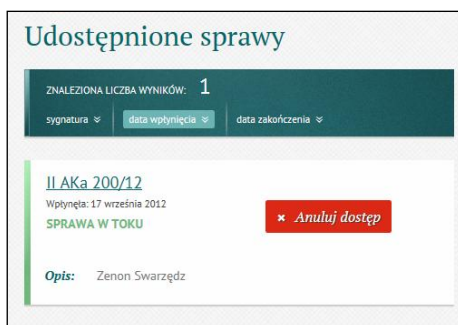 Udostępnione sprawy
ZNALEZIONA LICZBA WYNIKÓW: 1
sygnatura data wpłynięcia data zakończenia
II AKa 200/12
Wpłynęła: 17 września 2012
SPRAWA W TOKU
× Anuluj dostęp
Opis: Zenon Swarzędz